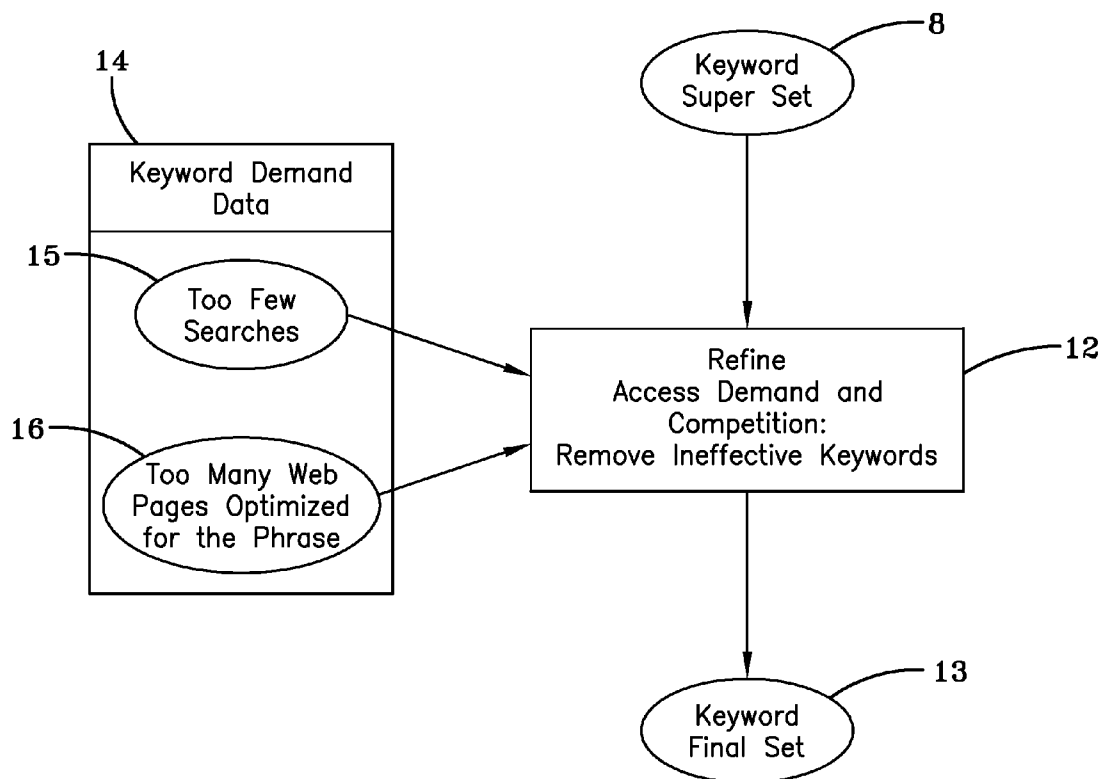 8
Keyword
Super Set
14
Keyword Demand
Data
15
Too Few
Searches
16
Too Many Web
Pages Optimized
for the Phrase
12
Refine
Access Demand and
Competition:
Remove Ineffective Keywords
13
Keyword
Final Set